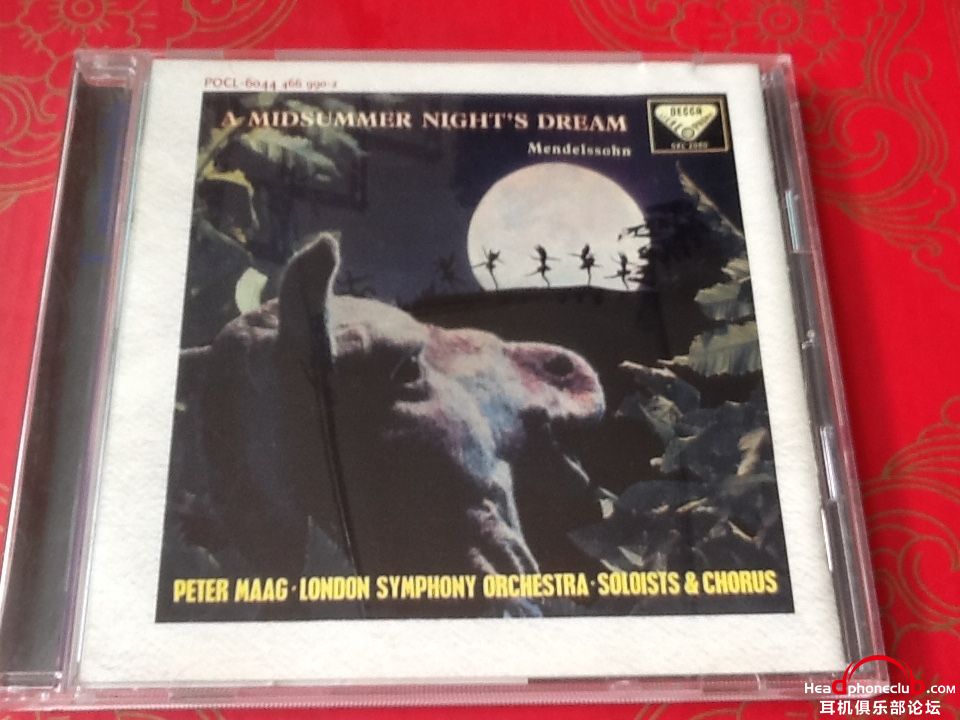 POCL-6044 466 990-2
A MIDSUMMER NIGHT'S DREAM
Mendelssohn
DECCA
PETER MAAG · LONDON SYMPHONY ORCHESTRA · SOLOISTS & CHORUS
Headphoneclub.com
耳机俱乐部论坛